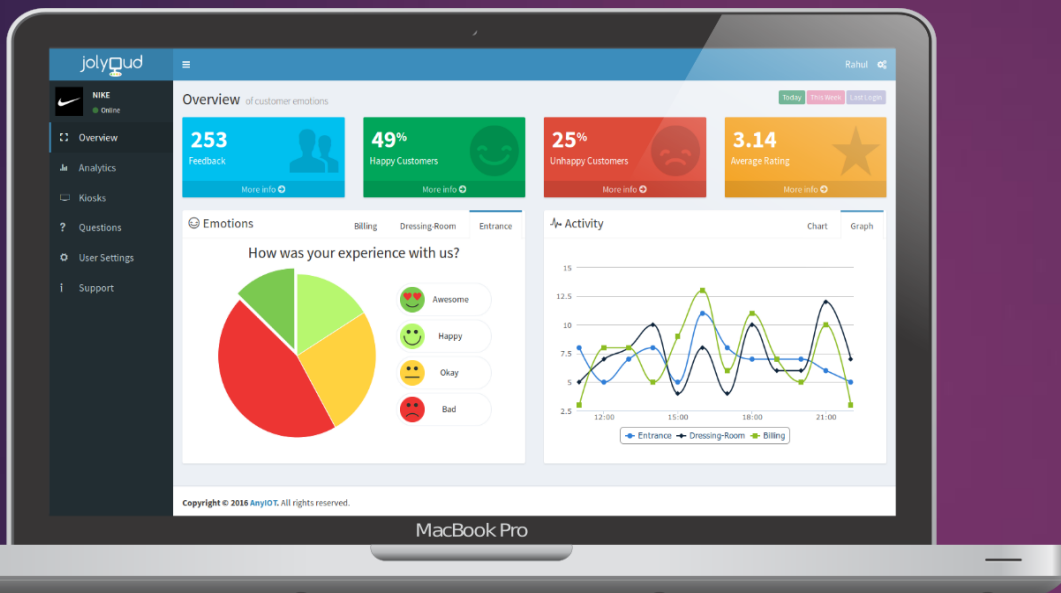 jolycloud
Rahul
NIKE
Online
Overview
Analytics
Kiosks
Questions
User Settings
Support
Overview of customer emotions
Today This Week Last Login
253
Feedback
More info
49%
Happy Customers
More info
25%
Unhappy Customers
More info
3.14
Average Rating
More info
Emotions Billing Dressing-Room Entrance
How was your experience with us?
Awesome
Happy
Okay
Bad
Activity Chart Graph
15
12.5
10
7.5
5
2.5
12:00 15:00 18:00 21:00
Entrance Dressing-Room Billing
Copyright © 2016 AnyIOT. All rights reserved.
MacBook Pro